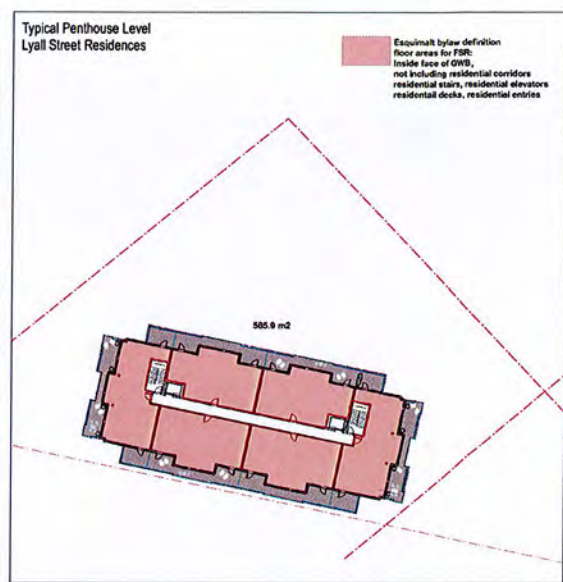 Typical Penthouse Level
Lyall Street Residences
Esquimalt bylaw definition
floor areas for FSR:
Inside face of GWB,
not including residential corridors
residential stairs, residential elevators
residentail decks, residential entries
585.9 m2